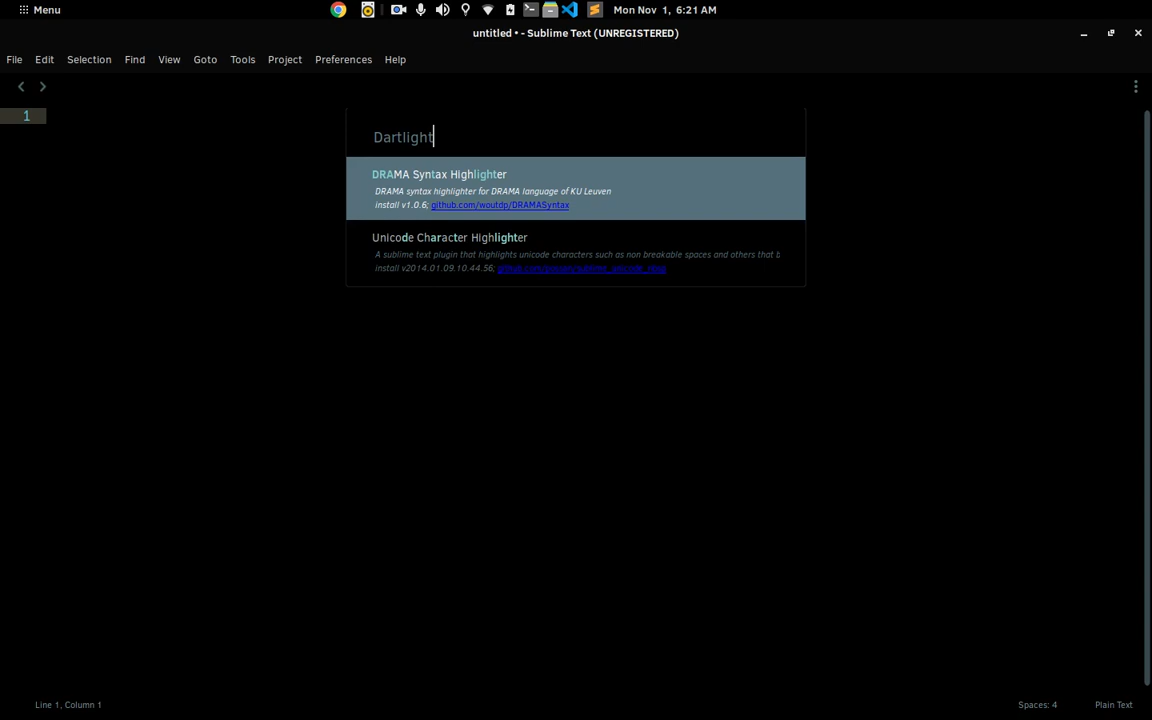 Menu
Mon Nov 1, 6:21 AM
untitled • - Sublime Text (UNREGISTERED)
File Edit Selection Find View Goto Tools Project Preferences Help
1
Dartlight
DRAMA Syntax Highlighter
DRAMA syntax highlighter for DRAMA language of KU Leuven
install v1.0.6; github.com/woutdp/DRAMASyntax
Unicode Character Highlighter
A sublime text plugin that highlights unicode characters such as non breakable spaces and others that b
install v2014.01.09.10.44.56;
Line 1, Column 1
Spaces: 4
Plain Text